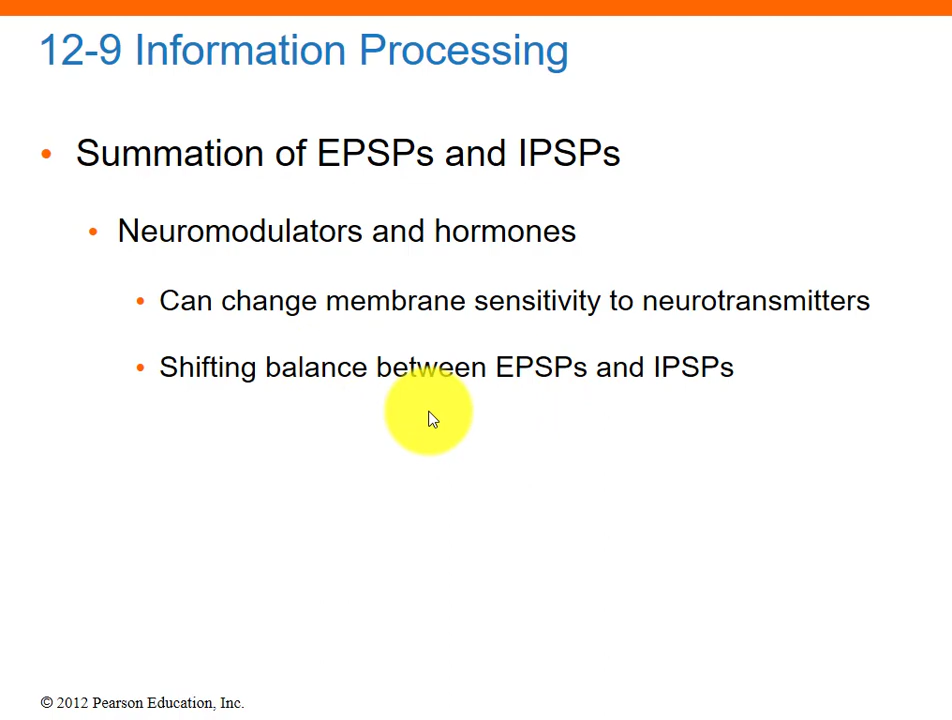 12-9 Information Processing
• Summation of EPSPs and IPSPs
• Neuromodulators and hormones
• Can change membrane sensitivity to neurotransmitters
• Shifting balance between EPSPs and IPSPs
© 2012 Pearson Education, Inc.